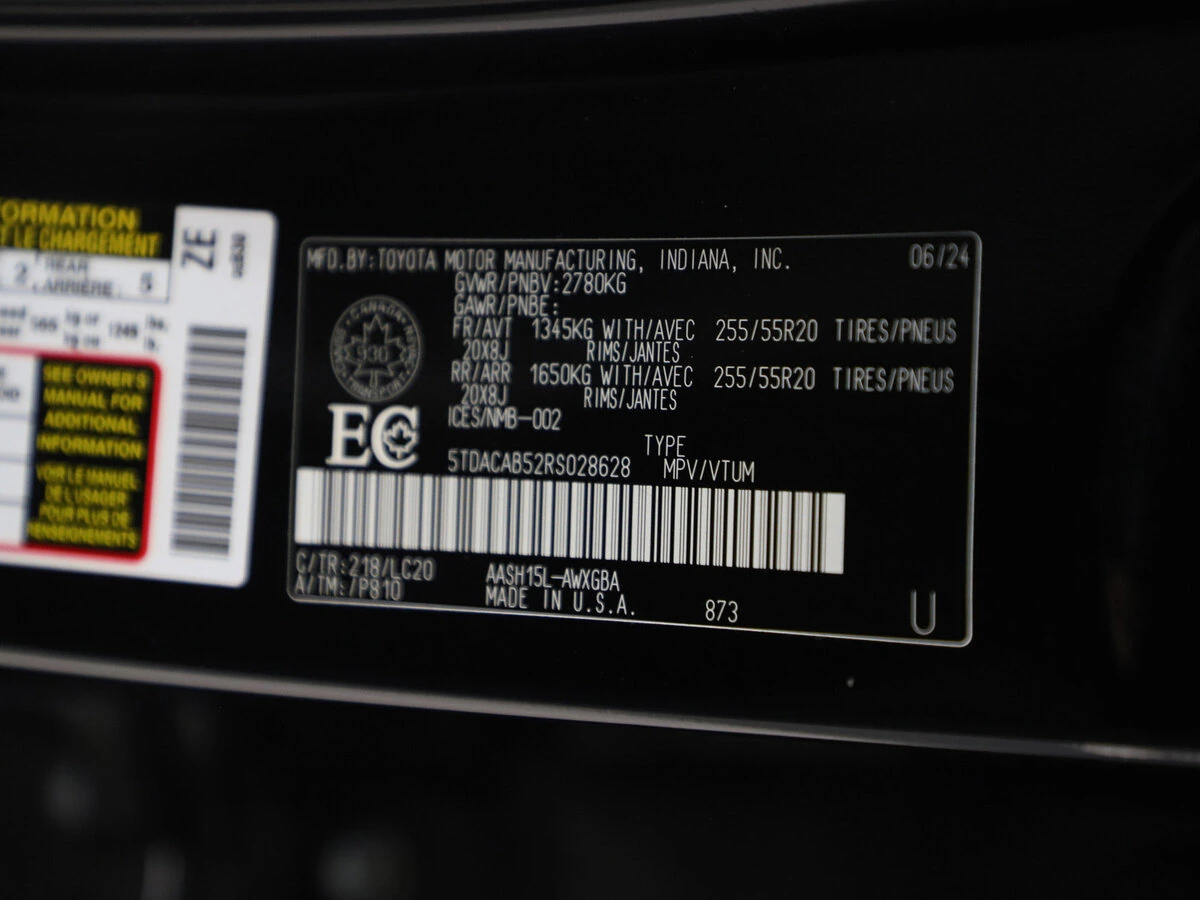 ORMATION
T LE CHARGEMENT
2 REAR ARRIÈRE : 5
SEE OWNER'S
MANUAL FOR
ADDITIONAL
INFORMATION
VOIR LE MANUEL
DE L'USAGER
POUR PLUS DE
RENSEIGNEMENTS
ZE
MFD.BY:TOYOTA MOTOR MANUFACTURING, INDIANA, INC. 06/24
GVWR/PNBV:2780KG
GAWR/PNBE:
FR/AVT 1345KG WITH/AVEC 255/55R20 TIRES/PNEUS
20X8J RIMS/JANTES
RR/ARR 1650KG WITH/AVEC 255/55R20 TIRES/PNEUS
20X8J RIMS/JANTES
ICES/NMB-002
CANADA
930
TRANSPORT
EC
TYPE
5TDACAB52RS028628 MPV/VTUM
C/TR:218/LC20 AASH15L-AWXGBA
A/TM:/P810 MADE IN U.S.A. 873
U